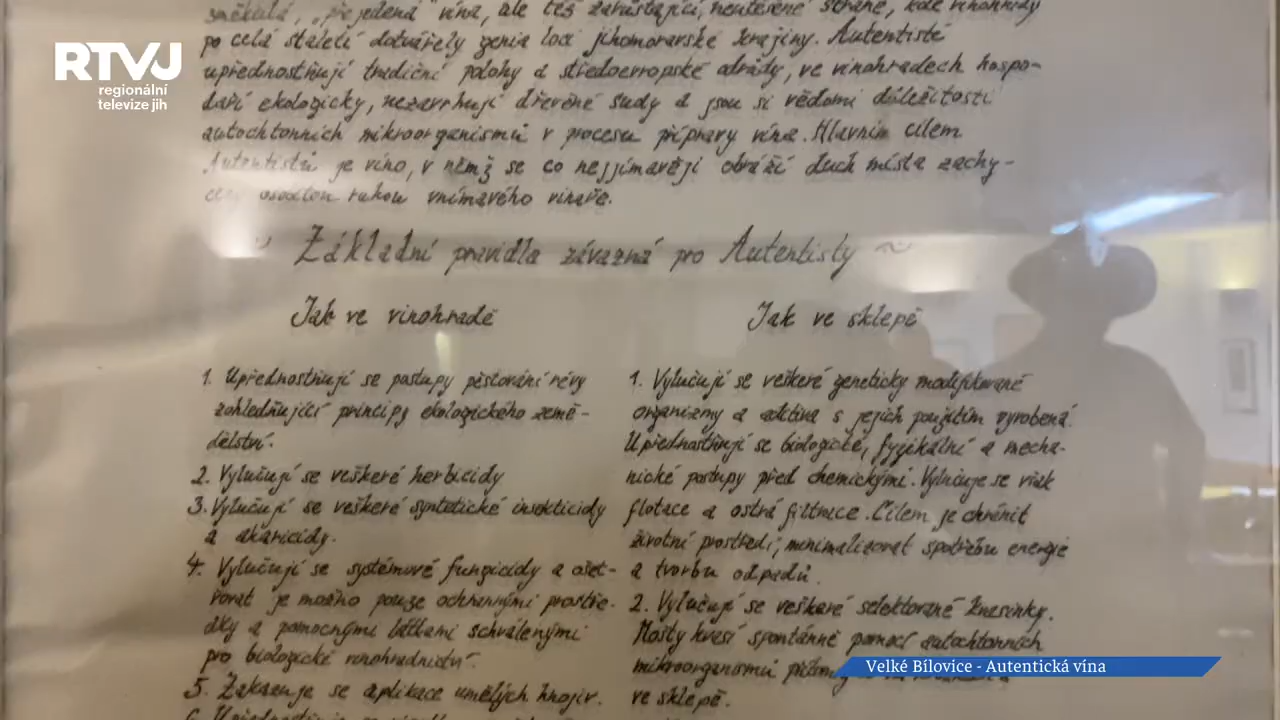 RTVJ
regionální
televize jih
vína, ale též zarůstající, neutěšené stráně, kde vinohrady
po celá staletí dotvářely genia loci jihomoravské krajiny. Autentisté
upřednostňují tradiční polohy a středoevropské odrůdy, ve vinohradech hospo-
daří ekologicky, nezavrhují dřevěné sudy a jsou si vědomi důležitosti
autochtonních mikroorganismů v procesu přípravy vína. Hlavním cílem
Autentistů je víno, v němž se co nejjímavěji obráží duch místa zachy-
rukou vnímavého vinaře.
~ Základní pravidla závazná pro Autentisty ~
Jak ve vinohradě
1. Upřednostňují se postupy pěstování révy
zohledňující principy ekologického země-
dělství.
2. Vylučují se veškeré herbicidy
3. Vylučují se veškeré syntetické insekticidy
a akaricidy.
4. Vylučují se systémové fungicidy a ošet-
řovat je možno pouze ochrannými prostře-
dky a pomocnými látkami schválenými
pro biologické vinohradnictví.
5. Zakazuje se aplikace umělých hnojiv.
Jak ve sklepě
1. Vylučují se veškeré geneticky modifikované
organizmy a aditiva s jejich použitím vyrobená.
Upřednostňují se biologické, fyzikální a mecha-
nické postupy před chemickými. Vylučuje se však
flotace a ostrá filtrace. Cílem je chránit
životní prostředí, minimalizovat spotřebu energie
a tvorbu odpadů.
2. Vylučují se veškeré selektované kvasinky.
Mošty kvasí spontánně pomocí autochtonních
mikroorganismů
ve sklepě.
Velké Bílovice - Autentická vína